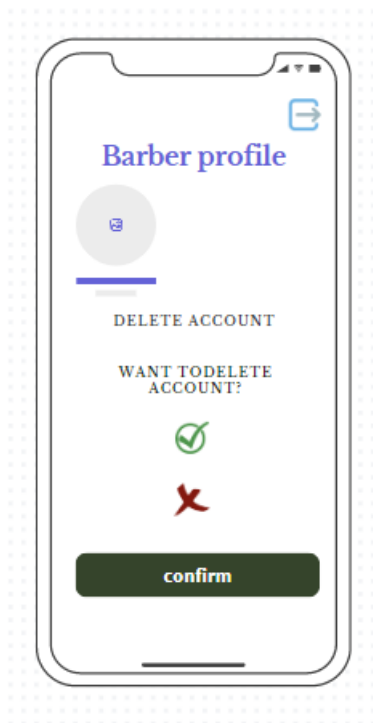 Barber profile
DELETE ACCOUNT
WANT TODELETE
ACCOUNT?
confirm